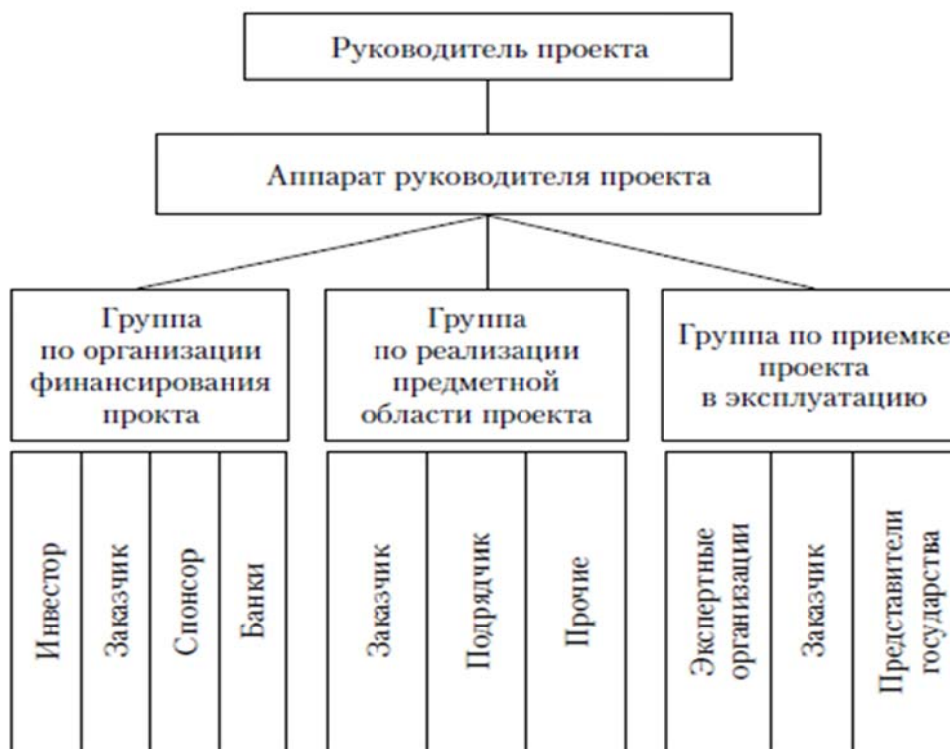 Руководитель проекта
Аппарат руководителя проекта
Группа
по организации
финансирования
прокта
Группа
по реализации
предметной
области проекта
Группа по приемке
проекта
в эксплуатацию
Инвестор
Заказчик
Спонсор
Банки
Заказчик
Подрядчик
Прочие
Экспертные
организации
Заказчик
Представители
государства